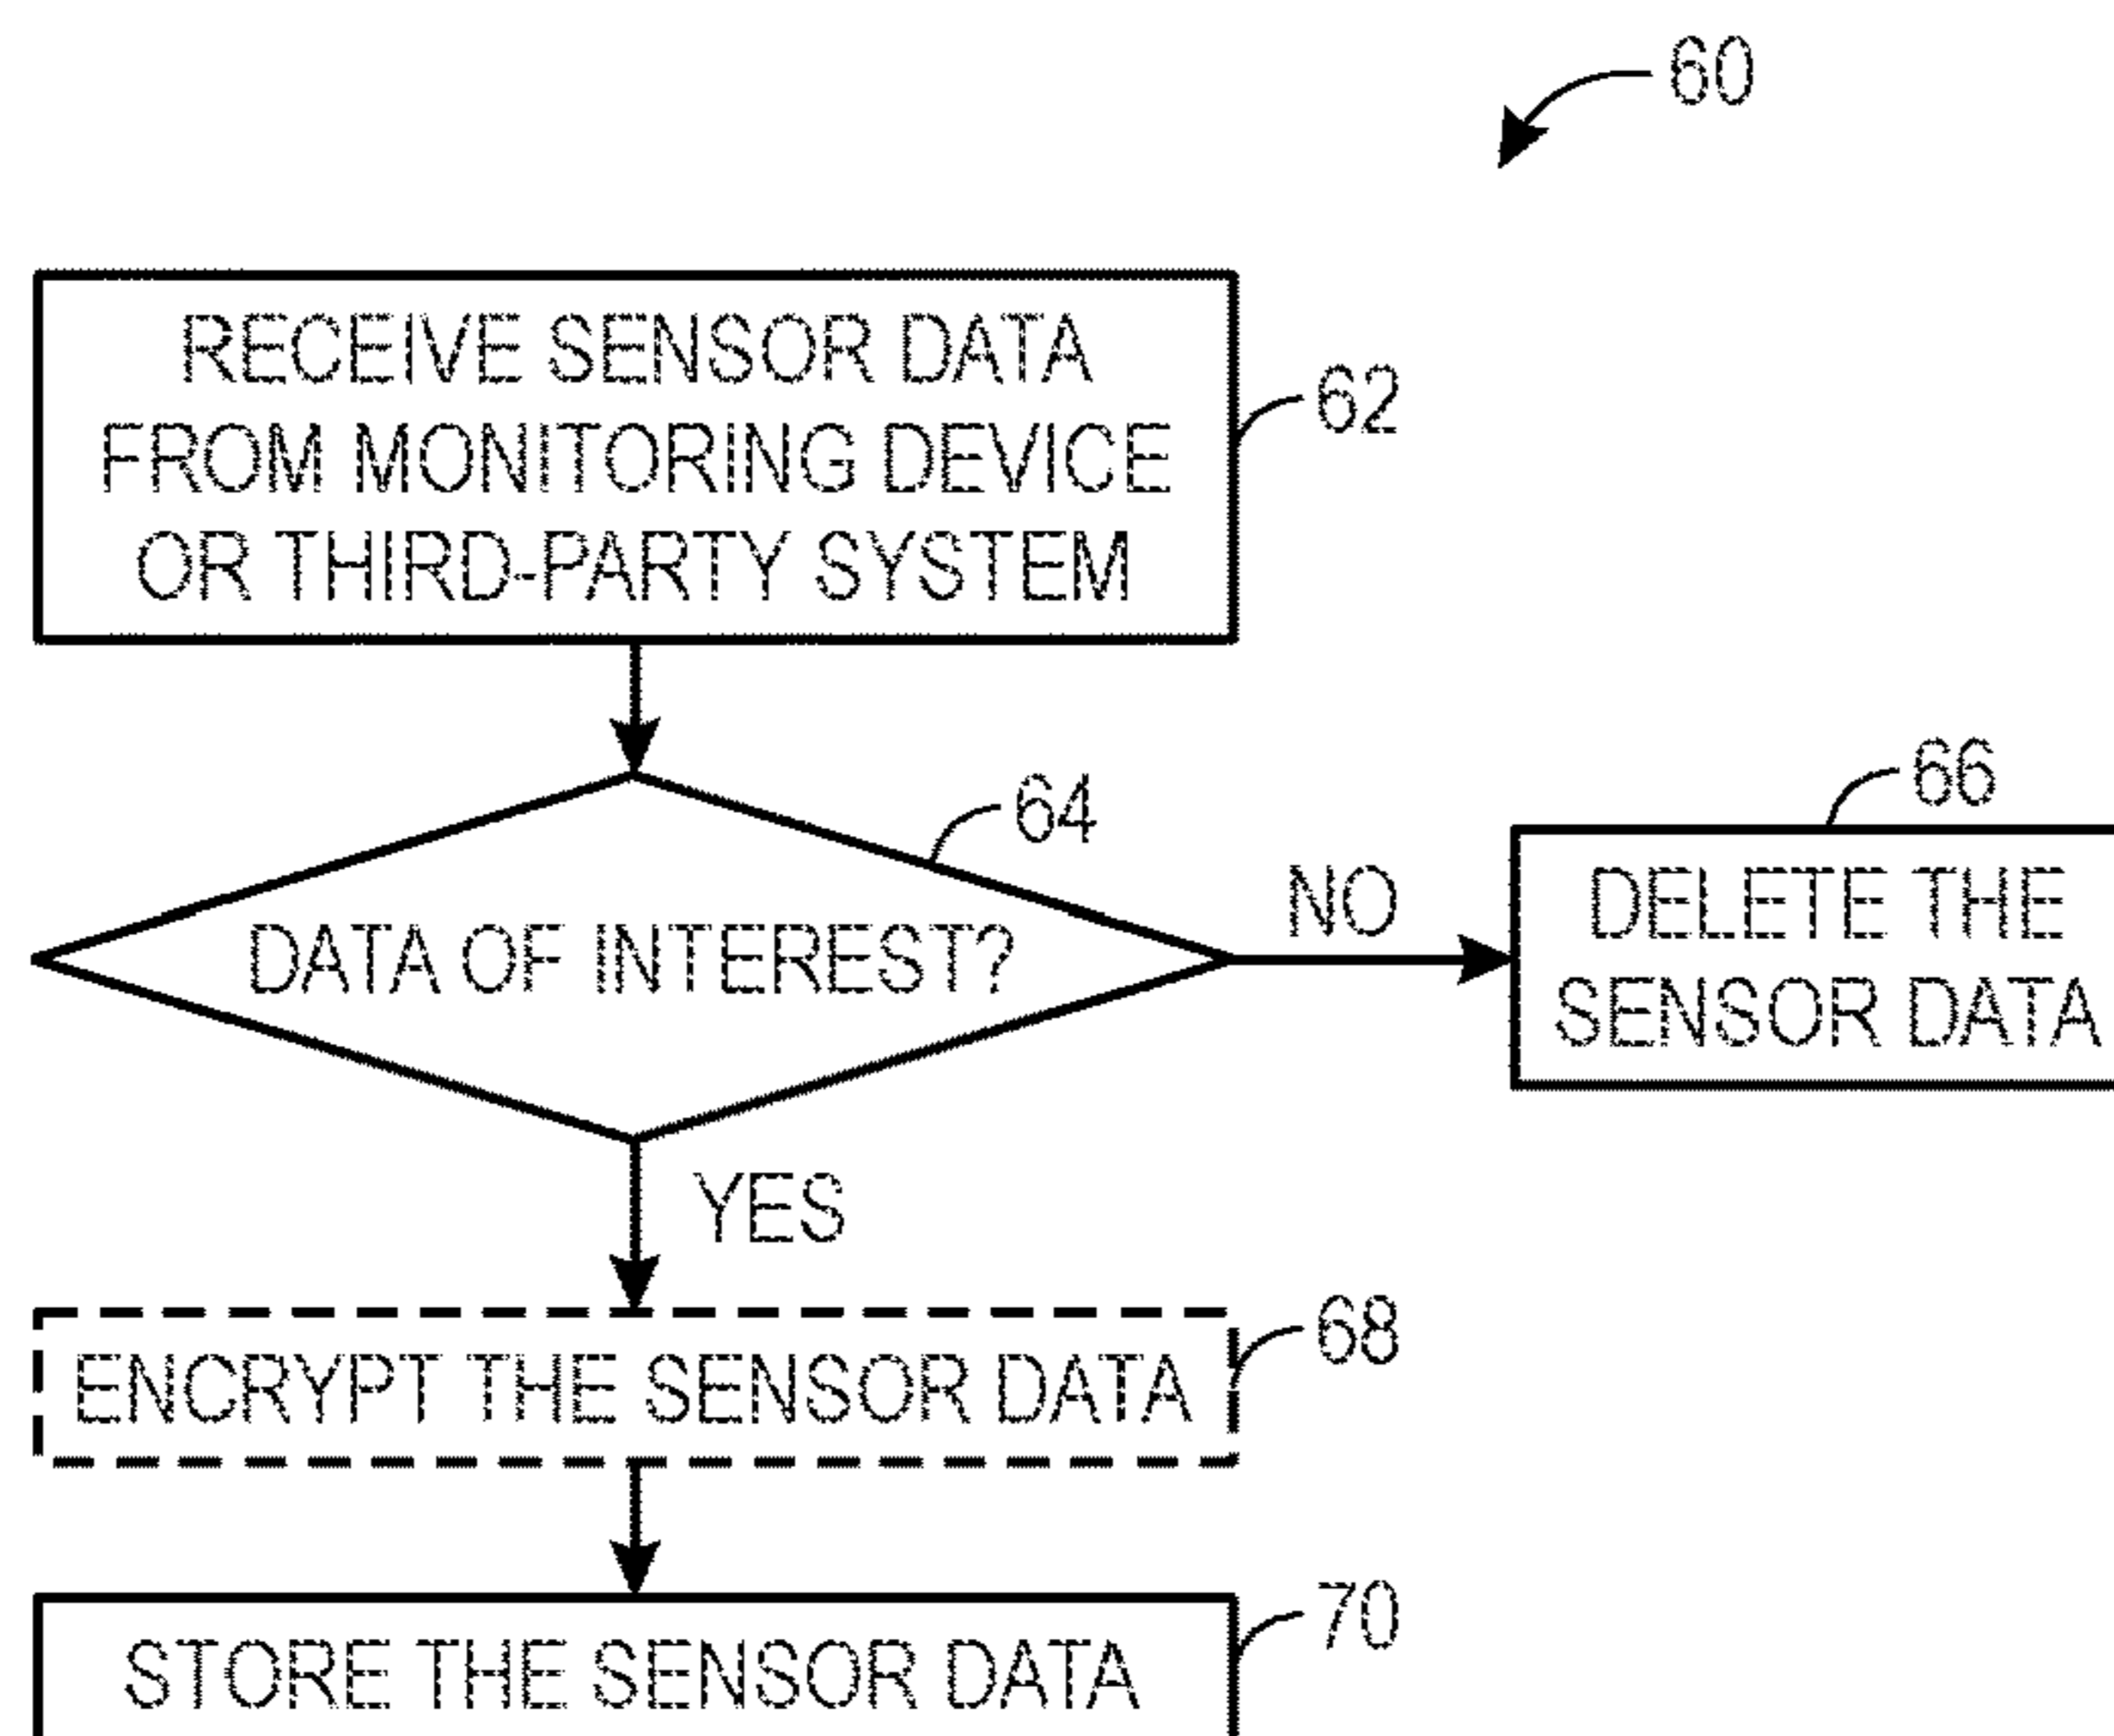 60
RECEIVE SENSOR DATA
FROM MONITORING DEVICE
OR THIRD-PARTY SYSTEM
62
64
DATA OF INTEREST?
NO
66
DELETE THE
SENSOR DATA
YES
ENCRYPT THE SENSOR DATA
68
STORE THE SENSOR DATA
70